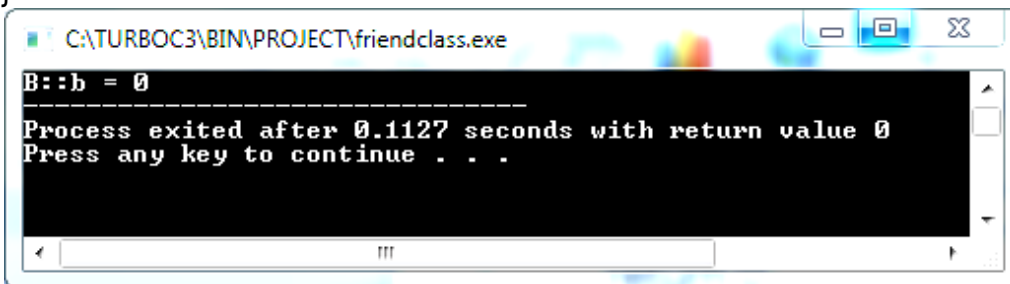 }
C:\TURBOC3\BIN\PROJECT\friendclass.exe
B::b = 0
--------------------------------
Process exited after 0.1127 seconds with return value 0
Press any key to continue . . .